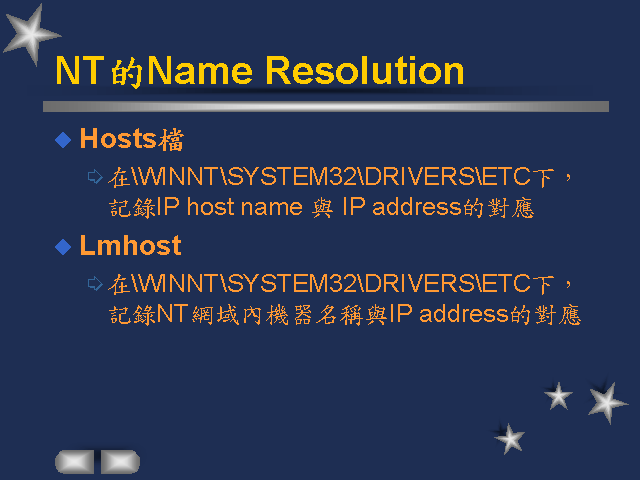 NT的Name Resolution
Hosts檔
在\WINNT\SYSTEM32\DRIVERS\ETC下，
記錄IP host name 與 IP address的對應
Lmhost
在\WINNT\SYSTEM32\DRIVERS\ETC下，
記錄NT網域內機器名稱與IP address的對應